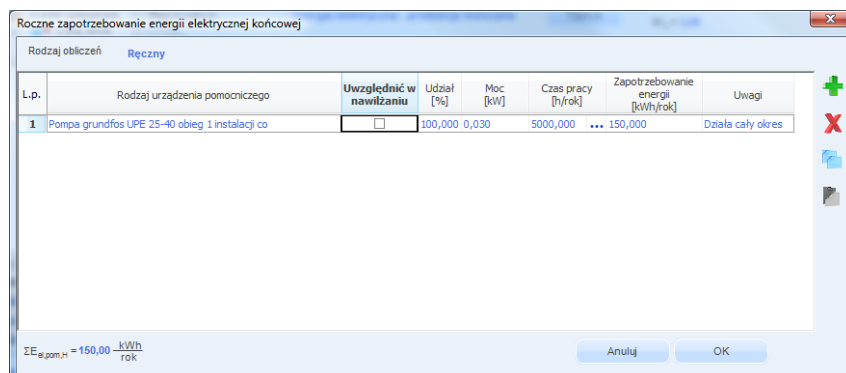 Roczne zapotrzebowanie energii elektrycznej końcowej
Rodzaj obliczeń Ręczny
L.p. Rodzaj urządzenia pomocniczego Uwzględnić w nawilżaniu Udział [%] Moc [kW] Czas pracy [h/rok] Zapotrzebowanie energii [kWh/rok] Uwagi
1 Pompa grundfos UPE 25-40 obieg 1 instalacji co 100,000 0,030 5000,000 ... 150,000 Działa cały okres
ΣE el,pom,H = 150,00 kWh/rok
Anuluj OK